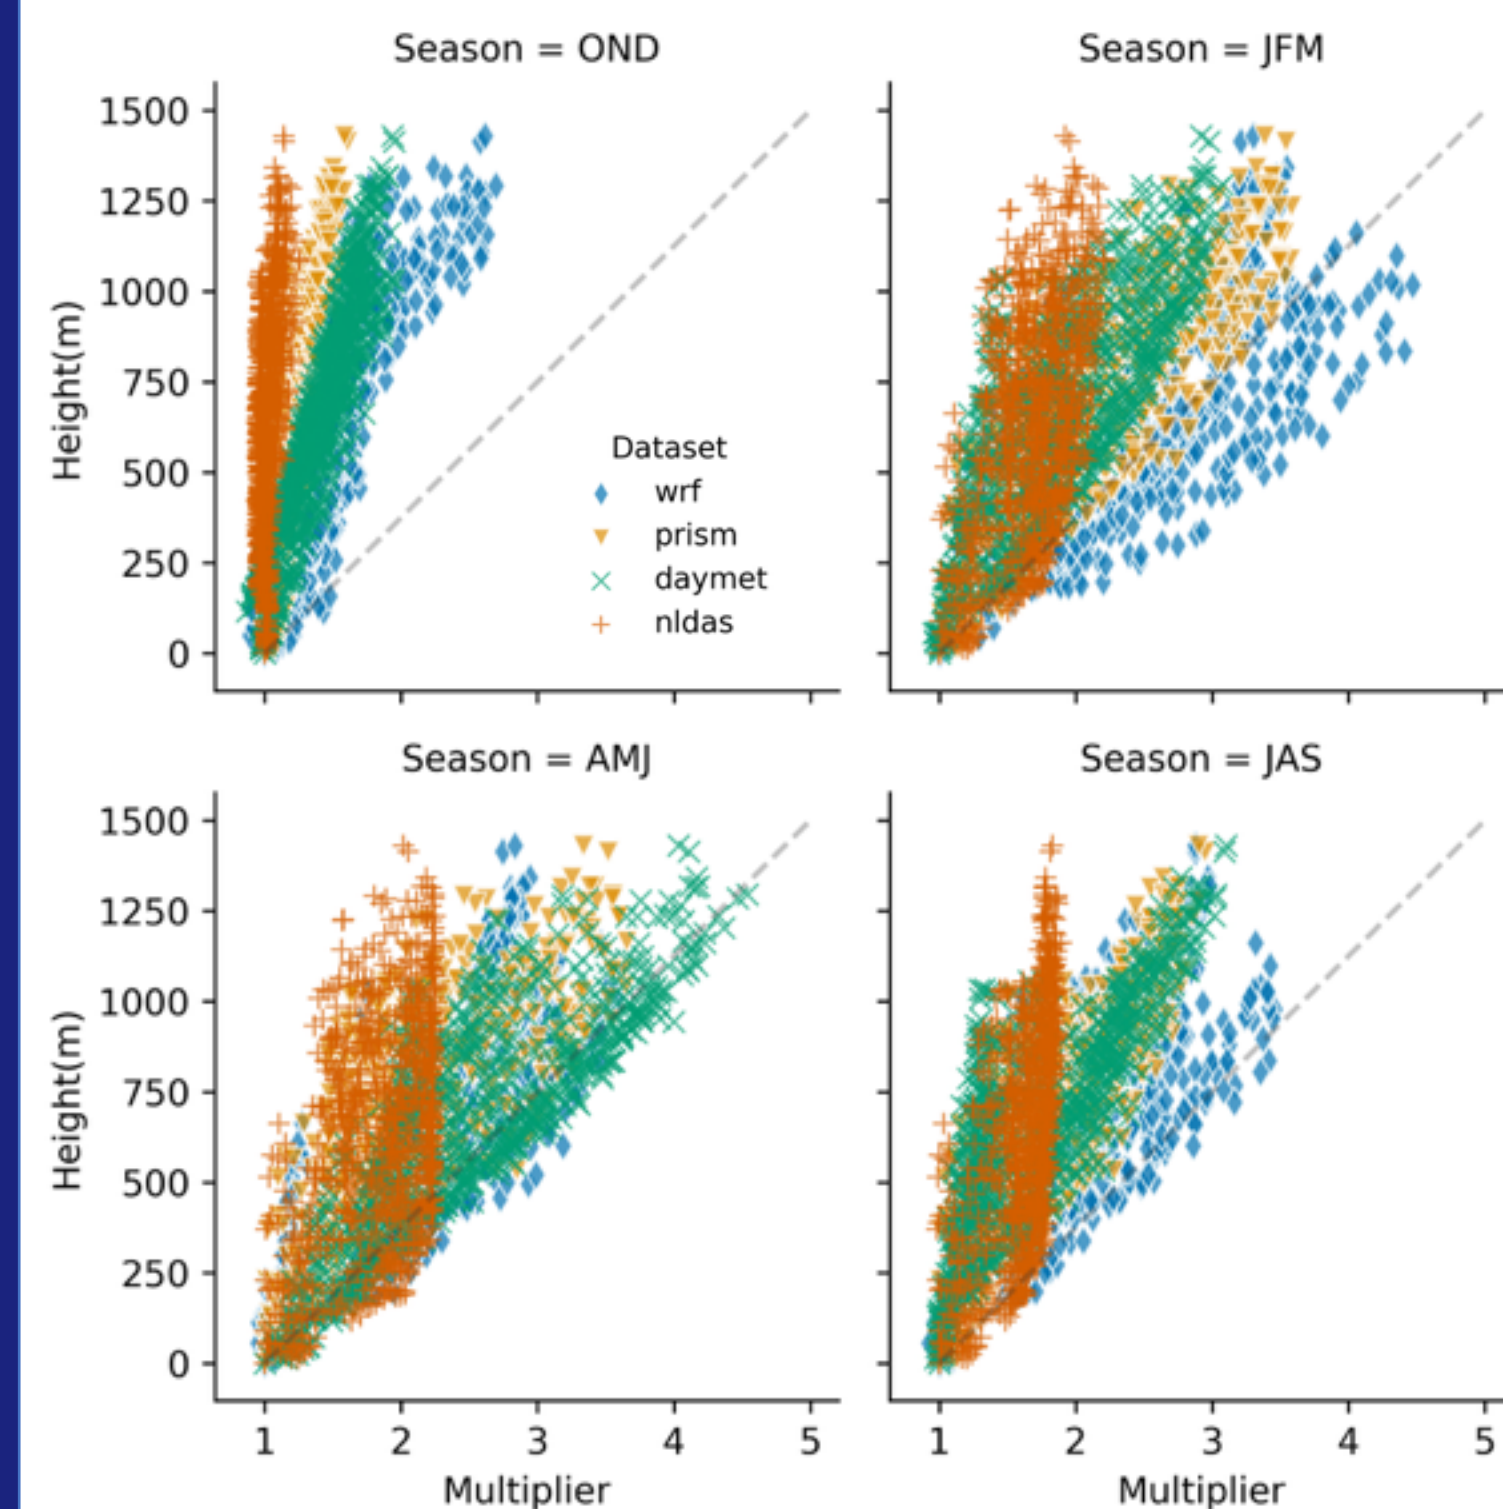 Season = OND
Season = JFM
1500
1250
1000
750
500
250
0
Height(m)
Dataset
wrf
prism
daymet
nldas
Season = AMJ
Season = JAS
1500
1250
1000
750
500
250
0
Height(m)
1 2 3 4 5
1 2 3 4 5
Multiplier
Multiplier